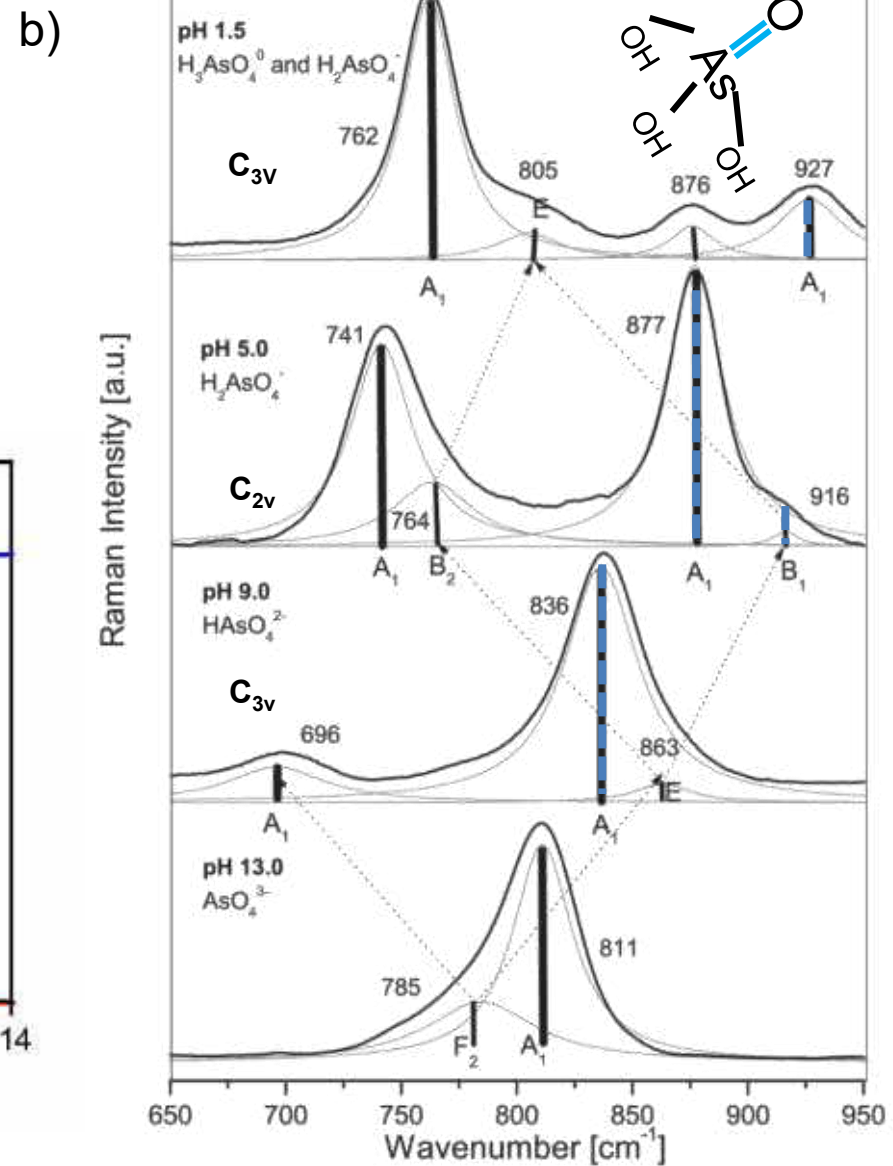 b)
pH 1.5
H₃AsO₄⁰ and H₂AsO₄⁻
C₃ᵥ
762
805
876
927
E
A₁
A₁
OH
As
O
OH
OH
pH 5.0
H₂AsO₄⁻
C₂ᵥ
741
764
877
916
A₁
B₂
A₁
B₁
pH 9.0
HAsO₄²⁻
C₃ᵥ
696
836
863
E
A₁
A₁
pH 13.0
AsO₄³⁻
785
811
F₂
A₁
14
Raman Intensity [a.u.]
650 700 750 800 850 900 950
Wavenumber [cm⁻¹]